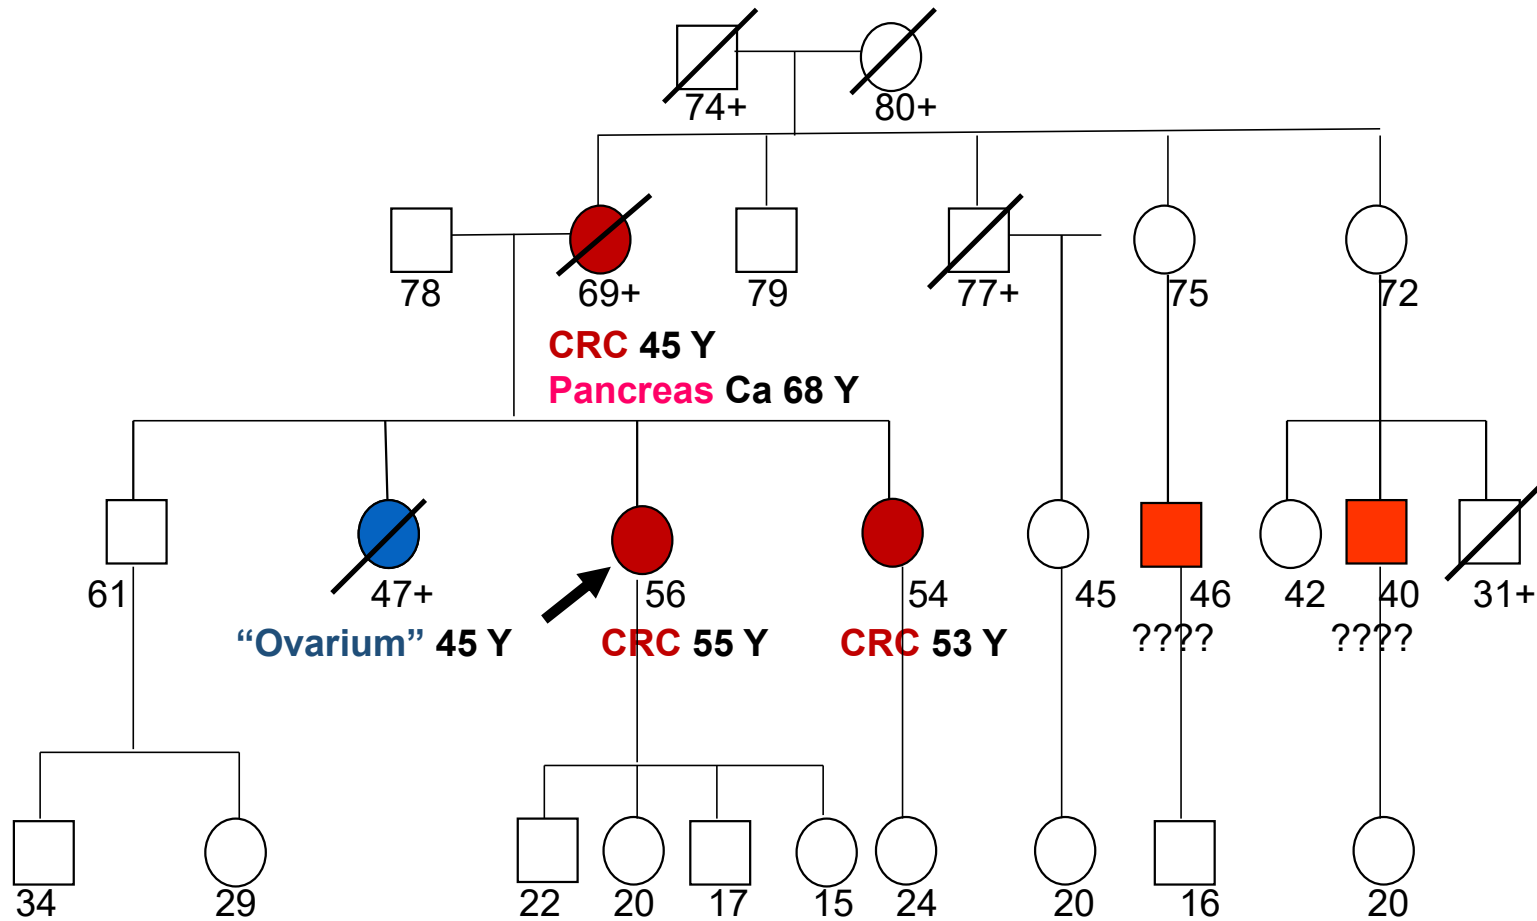 74+ 80+
78 69+ 79 77+ 75 72
CRC 45 Y
Pancreas Ca 68 Y
61 47+ 56 54 45 46 42 40 31+
“Ovarium” 45 Y CRC 55 Y CRC 53 Y ???? ????
34 29 22 20 17 15 24 20 16 20